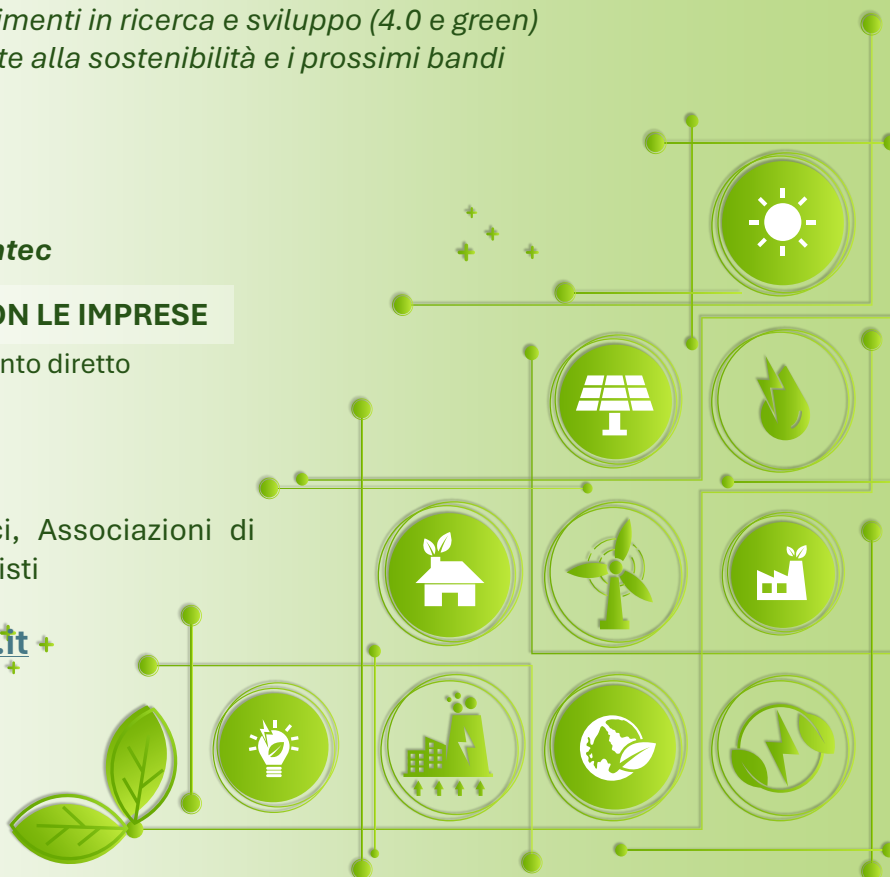 imenti in ricerca e sviluppo (4.0 e green)
te alla sostenibilità e i prossimi bandi
ntec
ON LE IMPRESE
nto diretto
ci, Associazioni di
isti
.it